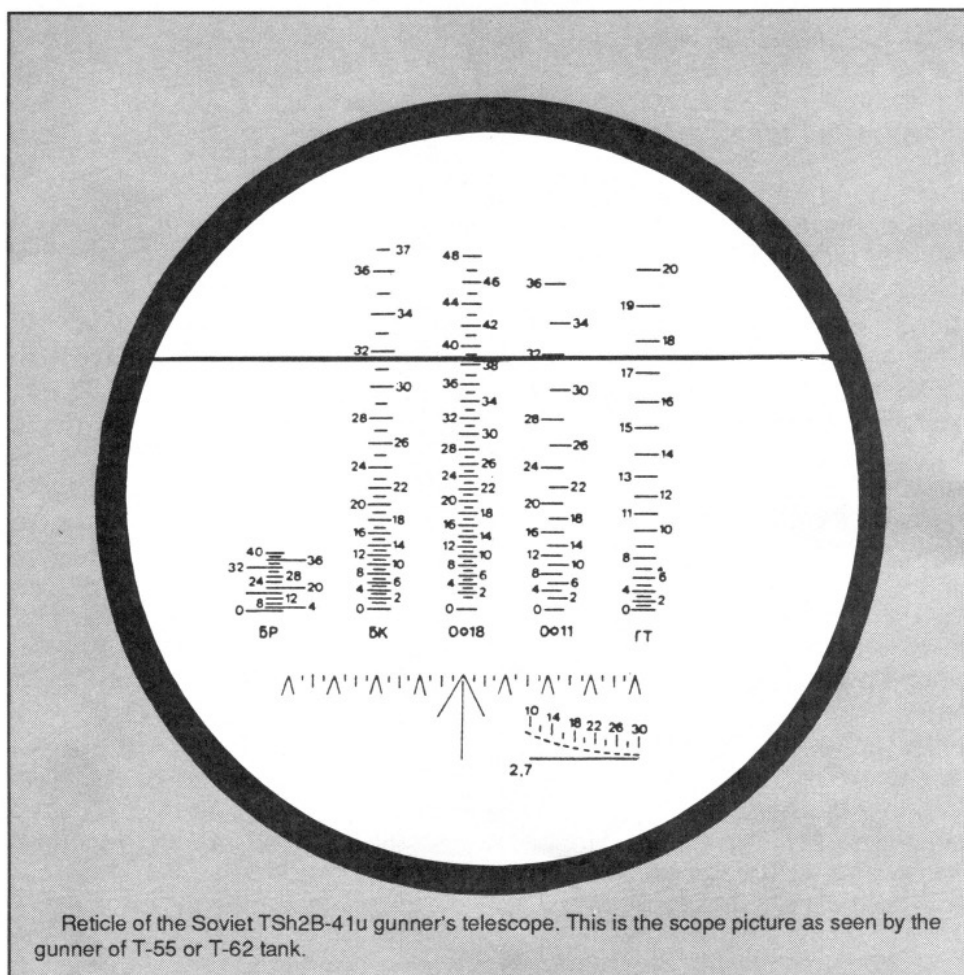 37 48
36 20
46 36
44 19
34 42 34
40 18
32 32
38 17
30 36 30
34 16
28 32 28 15
26 30 26
28 14
24 26 24
24 13
22 22 22
20 20 20 12
18 18 18 11
16 16 16 10
14 14 14
40 12 12 12
36 10 10 10 8
32 8 8 8
24 28 6 6 6 6
20 4 4 4 4
8 12 2 2 2 2
0 4 0 0 0 0
БР БК Оф18 Оф11 ГТ
10 14 18 22 26 30
2,7
Reticle of the Soviet TSh2B-41u gunner's telescope. This is the scope picture as seen by the
gunner of T-55 or T-62 tank.